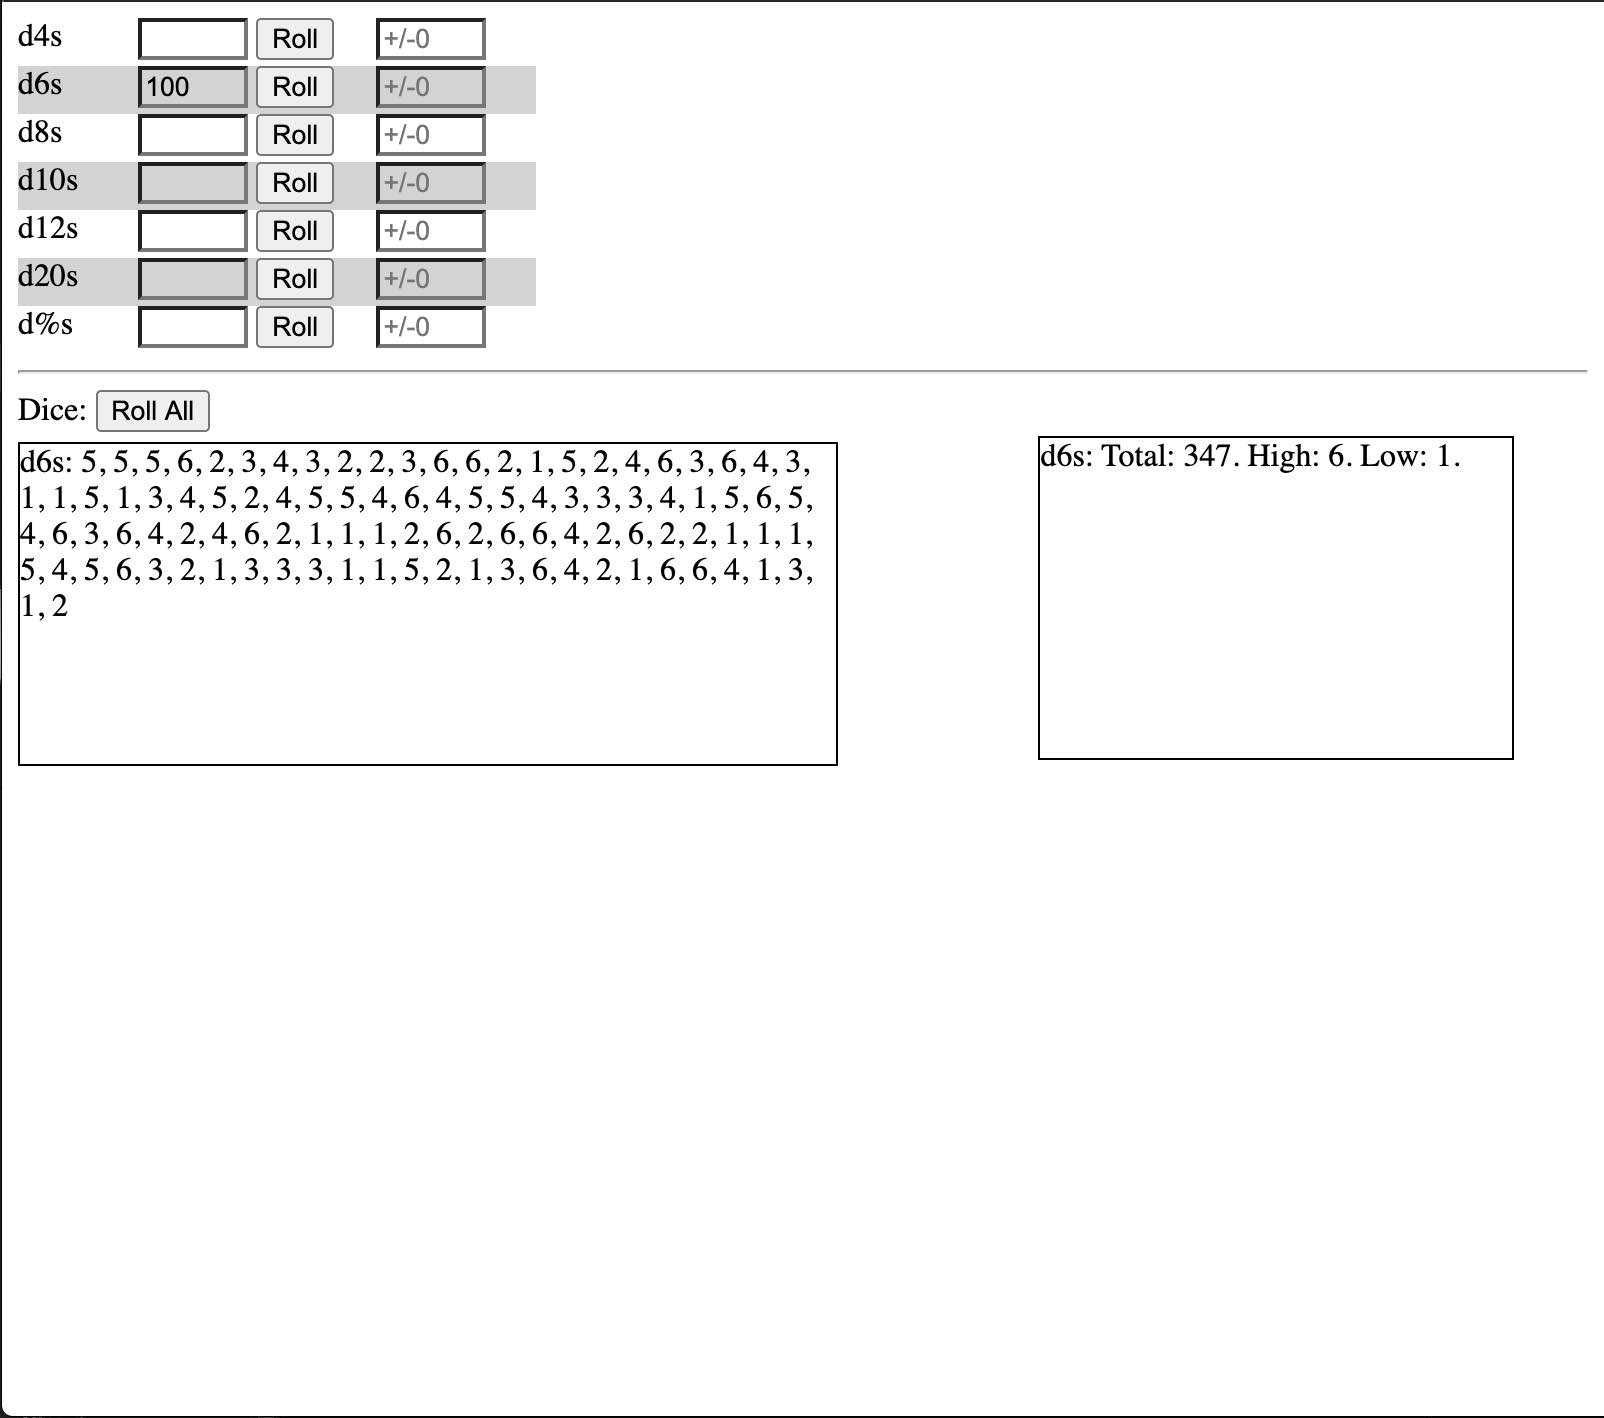 d4s Roll +/-0
d6s 100 Roll +/-0
d8s Roll +/-0
d10s Roll +/-0
d12s Roll +/-0
d20s Roll +/-0
d%s Roll +/-0
Dice: Roll All
d6s: 5, 5, 5, 6, 2, 3, 4, 3, 2, 2, 3, 6, 6, 2, 1, 5, 2, 4, 6, 3, 6, 4, 3,
1, 1, 5, 1, 3, 4, 5, 2, 4, 5, 5, 4, 6, 4, 5, 5, 4, 3, 3, 3, 4, 1, 5, 6, 5,
4, 6, 3, 6, 4, 2, 4, 6, 2, 1, 1, 1, 2, 6, 2, 6, 6, 4, 2, 6, 2, 2, 1, 1, 1,
5, 4, 5, 6, 3, 2, 1, 3, 3, 3, 1, 1, 5, 2, 1, 3, 6, 4, 2, 1, 6, 6, 4, 1, 3,
1, 2
d6s: Total: 347. High: 6. Low: 1.